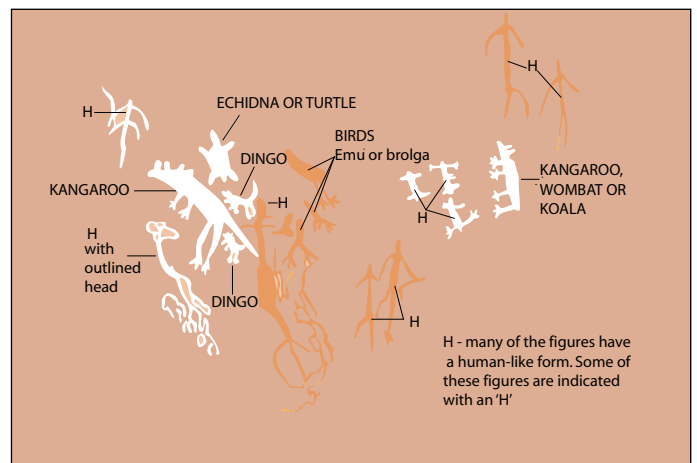 H
H
ECHIDNA OR TURTLE
BIRDS
Emu or brolga
DINGO
KANGAROO,
WOMBAT OR
KOALA
KANGAROO
H
H
H
with
outlined
head
DINGO
H
H - many of the figures have
a human-like form. Some of
these figures are indicated
with an 'H'